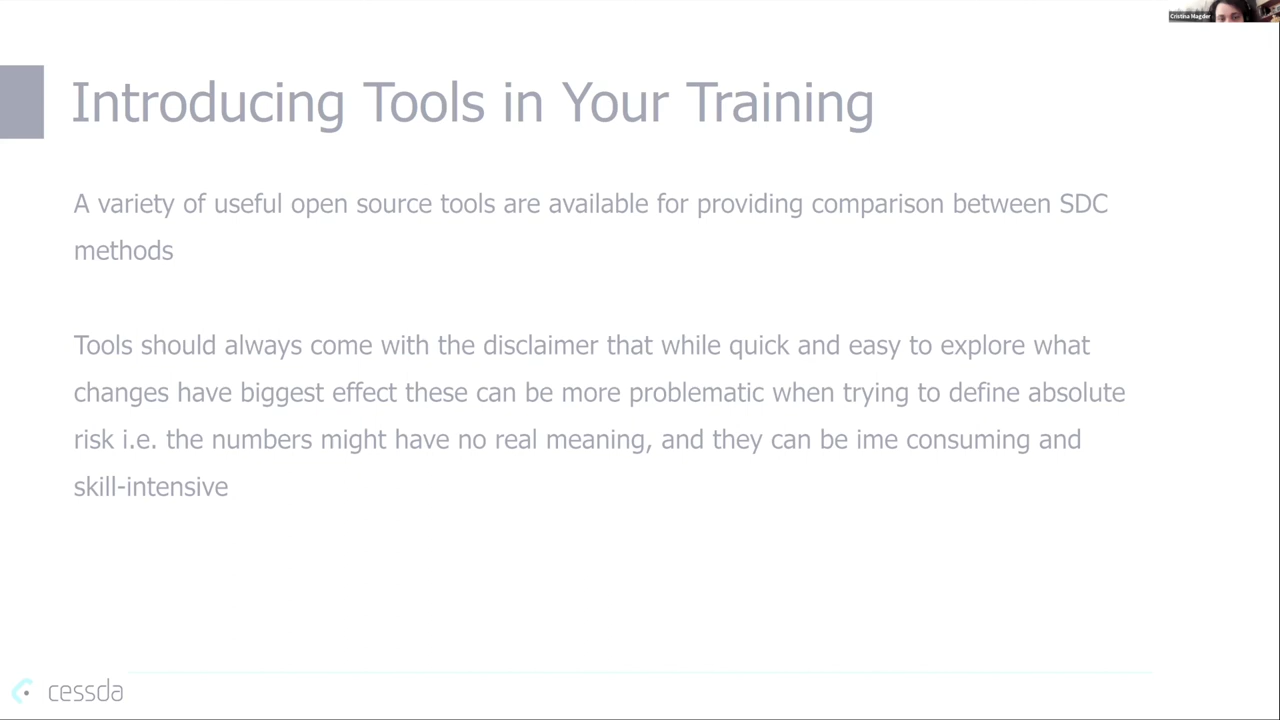 Cristina Magder
Introducing Tools in Your Training
A variety of useful open source tools are available for providing comparison between SDC
methods
Tools should always come with the disclaimer that while quick and easy to explore what
changes have biggest effect these can be more problematic when trying to define absolute
risk i.e. the numbers might have no real meaning, and they can be ime consuming and
skill-intensive
cessda